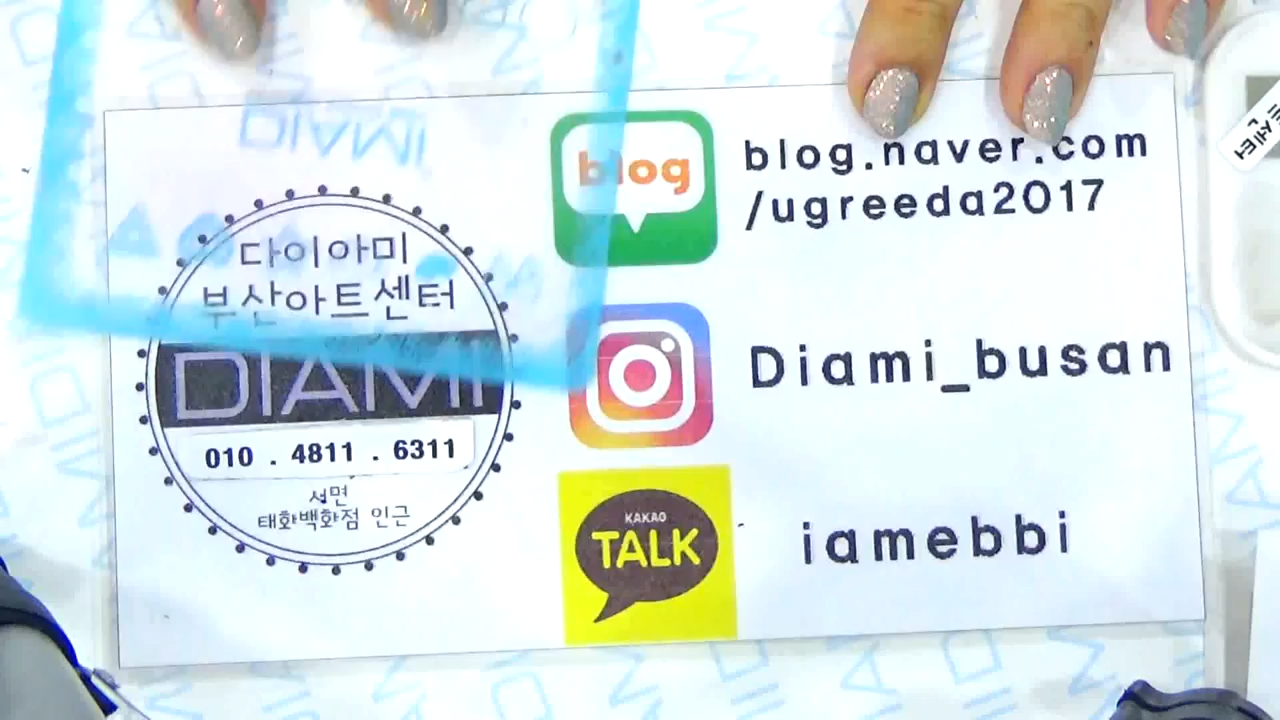 DIAMI
다이아미
부산아트센터
DIAMI
010 . 4811 . 6311
서면
태화백화점 인근
blog
blog.naver.com
/ugreeda2017
Diami_busan
KAKAO
TALK
iamebbi